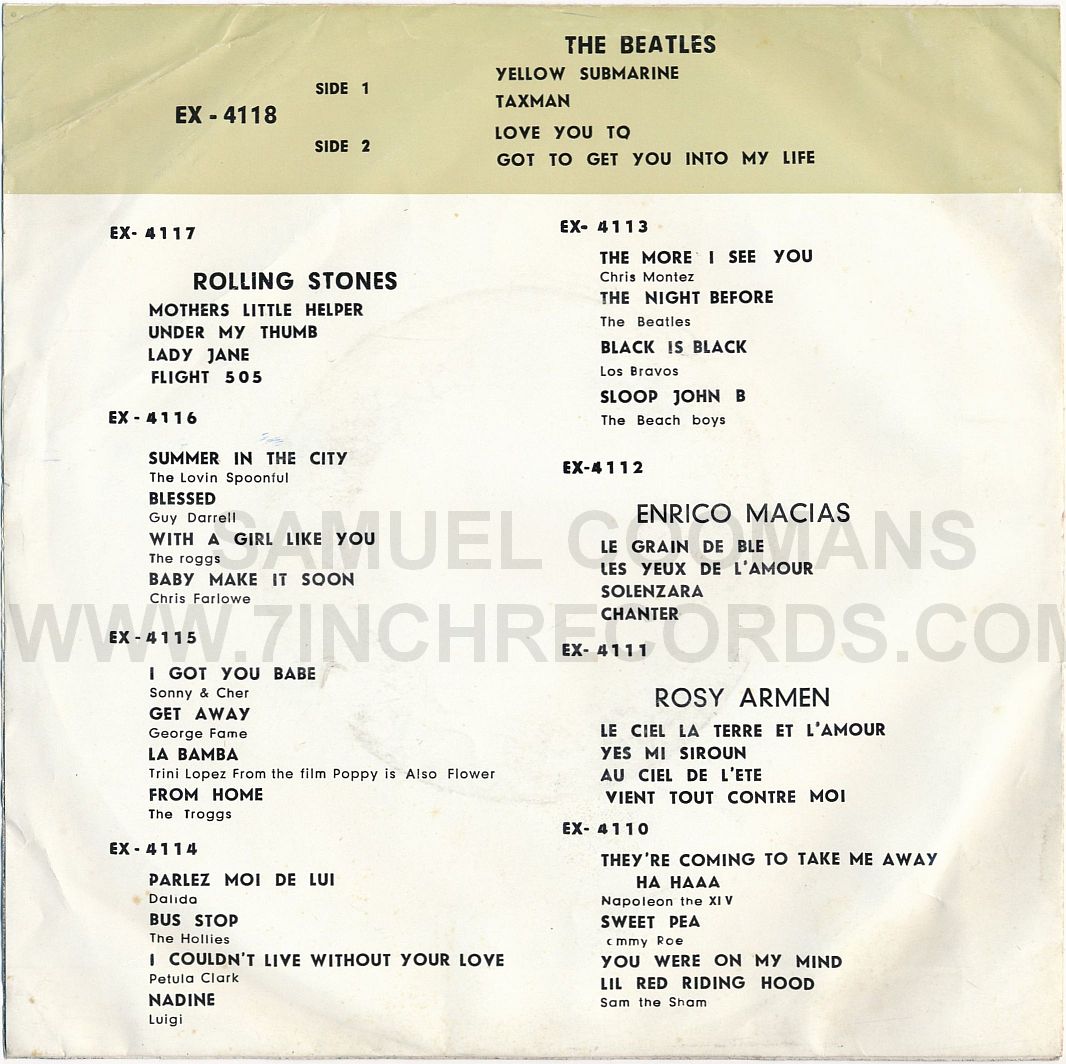 THE BEATLES
SIDE 1
YELLOW SUBMARINE
TAXMAN
EX - 4118
SIDE 2
LOVE YOU TO
GOT TO GET YOU INTO MY LIFE
EX- 4117
ROLLING STONES
MOTHERS LITTLE HELPER
UNDER MY THUMB
LADY JANE
FLIGHT 505
EX - 4116
SUMMER IN THE CITY
The Lovin Spoonful
BLESSED
Guy Darrell
WITH A GIRL LIKE YOU
The roggs
BABY MAKE IT SOON
Chris Farlowe
EX - 4115
I GOT YOU BABE
Sonny & Cher
GET AWAY
George Fame
LA BAMBA
Trini Lopez From the film Poppy is Also Flower
FROM HOME
The Troggs
EX - 4114
PARLEZ MOI DE LUI
Dalida
BUS STOP
The Hollies
I COULDN'T LIVE WITHOUT YOUR LOVE
Petula Clark
NADINE
Luigi
EX- 4113
THE MORE I SEE YOU
Chris Montez
THE NIGHT BEFORE
The Beatles
BLACK IS BLACK
Los Bravos
SLOOP JOHN B
The Beach boys
EX-4112
ENRICO MACIAS
LE GRAIN DE BLE
LES YEUX DE L'AMOUR
SOLENZARA
CHANTER
EX- 4111
ROSY ARMEN
LE CIEL LA TERRE ET L'AMOUR
YES MI SIROUN
AU CIEL DE L'ETE
VIENT TOUT CONTRE MOI
EX- 4110
THEY'RE COMING TO TAKE ME AWAY
HA HAAA
Napoleon the XIV
SWEET PEA
mmy Roe
YOU WERE ON MY MIND
LIL RED RIDING HOOD
Sam the Sham
SAMUEL COOMANS
WWW.7INCHRECORDS.COM